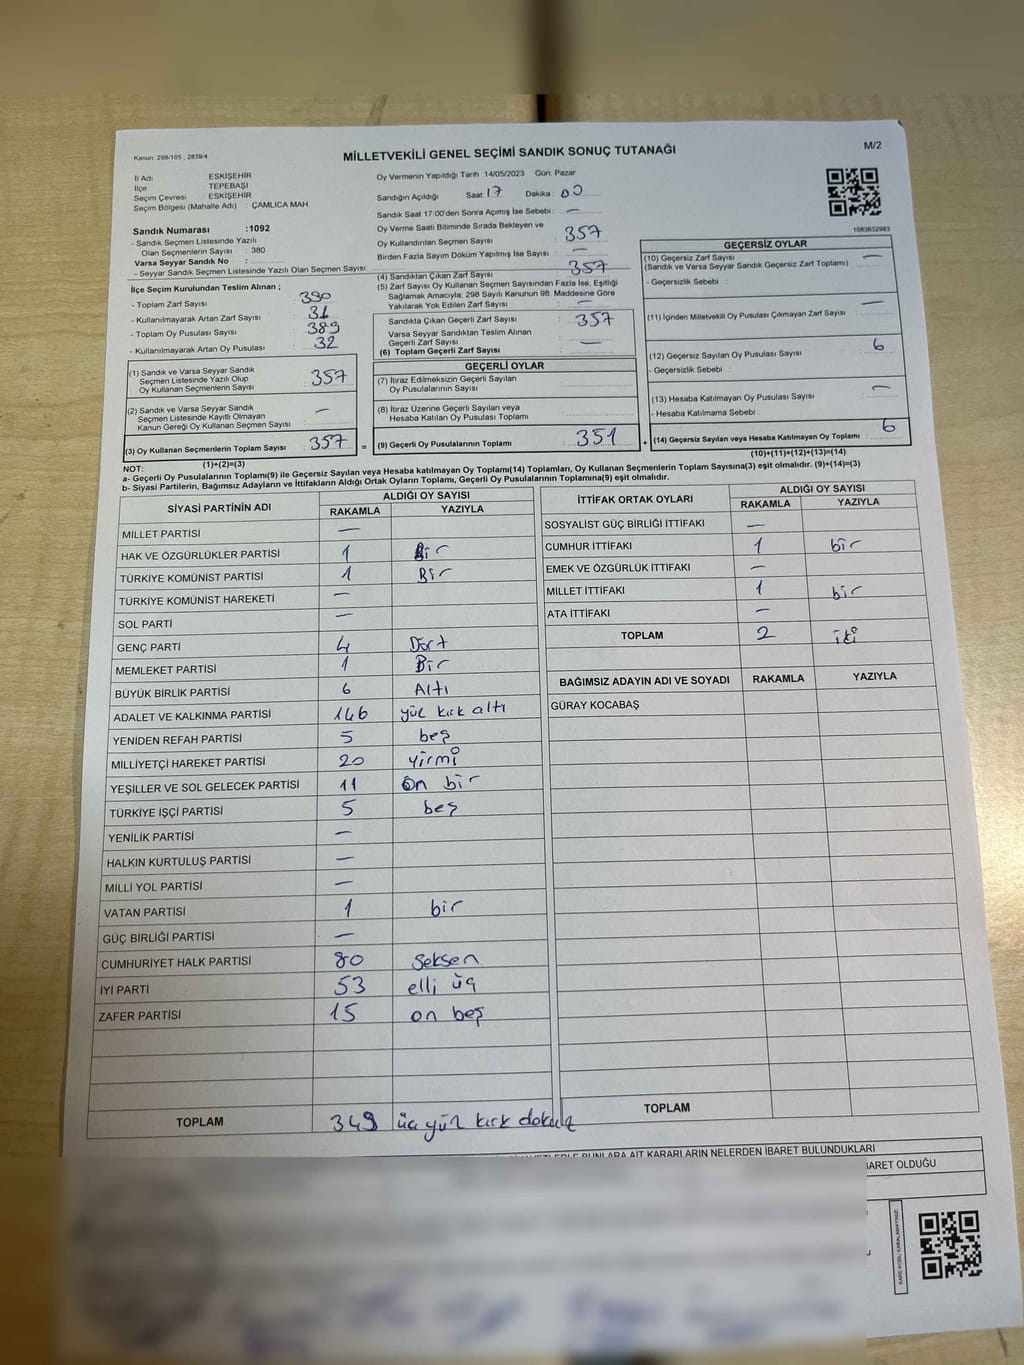 Kanun: 298/105 , 2839/4
MİLLETVEKİLİ GENEL SEÇİMİ SANDIK SONUÇ TUTANAĞI
M/2
İl Adı : ESKİŞEHİR
İlçe : TEPEBAŞI
Seçim Çevresi : ESKİŞEHİR
Seçim Bölgesi (Mahalle Adı) : ÇAMLICA MAH.
Sandık Numarası :1092
- Sandık Seçmen Listesinde Yazılı
Olan Seçmenlerin Sayısı : 380
Varsa Seyyar Sandık No :
- Seyyar Sandık Seçmen Listesinde Yazılı Olan Seçmen Sayısı
İlçe Seçim Kurulundan Teslim Alınan ;
- Toplam Zarf Sayısı : 390
- Kullanılmayarak Artan Zarf Sayısı : 31
- Toplam Oy Pusulası Sayısı : 389
- Kullanılmayarak Artan Oy Pusulası : 32
(1) Sandık ve Varsa Seyyar Sandık
Seçmen Listesinde Yazılı Olup
Oy Kullanan Seçmenlerin Sayısı : 357
(2) Sandık ve Varsa Seyyar Sandık
Seçmen Listesinde Kayıtlı Olmayan
Kanun Gereği Oy Kullanan Seçmen Sayısı : —
(3) Oy Kullanan Seçmenlerin Toplam Sayısı : 357
(1)+(2)=(3)
Oy Vermenin Yapıldığı Tarih :14/05/2023 Gün: Pazar
Sandığın Açıldığı Saat: 17 Dakika : 00
Sandık Saat 17:00'den Sonra Açımış İse Sebebi : —
Oy Verme Saati Bitiminde Sırada Bekleyen ve
Oy Kullandırılan Seçmen Sayısı : 357
Birden Fazla Sayım Döküm Yapılmış İse Sayısı : —
(4) Sandıktan Çıkan Zarf Sayısı : 357
(5) Zarf Sayısı Oy Kullanan Seçmen Sayısından Fazla İse, Eşitliği
Sağlamak Amacıyla, 298 Sayılı Kanunun 98. Maddesine Göre
Yakılarak Yok Edilen Zarf Sayısı : —
Sandıkta Çıkan Geçerli Zarf Sayısı : 357
Varsa Seyyar Sandıktan Teslim Alınan
Geçerli Zarf Sayısı : —
(6) Toplam Geçerli Zarf Sayısı
GEÇERLİ OYLAR
(7) İtiraz Edilmeksizin Geçerli Sayılan
Oy Pusulalarının Sayısı :
(8) İtiraz Üzerine Geçerli Sayılan veya
Hesaba Katılan Oy Pusulası Toplamı :
= (9) Geçerli Oy Pusulalarının Toplamı : 351
1083632983
GEÇERSİZ OYLAR
(10) Geçersiz Zarf Sayısı
(Sandık ve Varsa Seyyar Sandık Geçersiz Zarf Toplamı) : —
- Geçersizlik Sebebi :
(11) İçinden Milletvekili Oy Pusulası Çıkmayan Zarf Sayısı : —
(12) Geçersiz Sayılan Oy Pusulası Sayısı : 6
- Geçersizlik Sebebi :
(13) Hesaba Katılmayan Oy Pusulası Sayısı : —
- Hesaba Katılmama Sebebi :
+ (14) Geçersiz Sayılan veya Hesaba Katılmayan Oy Toplamı : 6
(10)+(11)+(12)+(13)=(14)
NOT:
a- Geçerli Oy Pusulalarının Toplamı(9) ile Geçersiz Sayılan veya Hesaba katılmayan Oy Toplamı(14) Toplamları, Oy Kullanan Seçmenlerin Toplam Sayısına(3) eşit olmalıdır. (9)+(14)=(3)
b- Siyasi Partilerin, Bağımsız Adayların ve İttifakların Aldığı Ortak Oyların Toplamı, Geçerli Oy Pusulalarının Toplamına(9) eşit olmalıdır.
SİYASİ PARTİNİN ADI ALDIĞI OY SAYISI
RAKAMLA YAZIYLA
MİLLET PARTİSİ —
HAK VE ÖZGÜRLÜKLER PARTİSİ 1 Bir
TÜRKİYE KOMÜNİST PARTİSİ 1 Bir
TÜRKİYE KOMÜNİST HAREKETİ —
SOL PARTİ —
GENÇ PARTİ 4 Dört
MEMLEKET PARTİSİ 1 Bir
BÜYÜK BİRLİK PARTİSİ 6 Altı
ADALET VE KALKINMA PARTİSİ 146 yüz kırk altı
YENİDEN REFAH PARTİSİ 5 beş
MİLLİYETÇİ HAREKET PARTİSİ 20 yirmi
YEŞİLLER VE SOL GELECEK PARTİSİ 11 On bir
TÜRKİYE İŞÇİ PARTİSİ 5 beş
YENİLİK PARTİSİ —
HALKIN KURTULUŞ PARTİSİ —
MİLLİ YOL PARTİSİ —
VATAN PARTİSİ 1 bir
GÜÇ BİRLİĞİ PARTİSİ —
CUMHURİYET HALK PARTİSİ 80 Seksen
İYİ PARTİ 53 elli üç
ZAFER PARTİSİ 15 on beş
TOPLAM 349 üç yüz kırk dokuz
İTTİFAK ORTAK OYLARI ALDIĞI OY SAYISI
RAKAMLA YAZIYLA
SOSYALİST GÜÇ BİRLİĞİ İTTİFAKI —
CUMHUR İTTİFAKI 1 bir
EMEK VE ÖZGÜRLÜK İTTİFAKI —
MİLLET İTTİFAKI 1 bir
ATA İTTİFAKI —
TOPLAM 2 iki
BAĞIMSIZ ADAYIN ADI VE SOYADI RAKAMLA YAZIYLA
GÜRAY KOCABAŞ
TOPLAM
BUNLARA AİT KARARLARIN NELERDEN İBARET BULUNDUKLARI
İBARET OLDUĞU